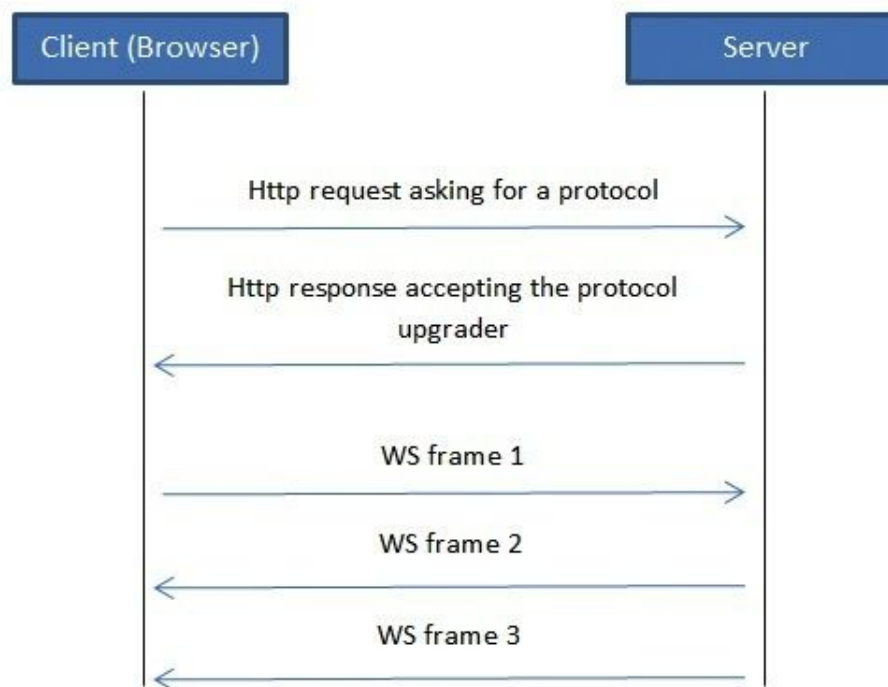 Client (Browser)
Server
Http request asking for a protocol
Http response accepting the protocol
upgrader
WS frame 1
WS frame 2
WS frame 3